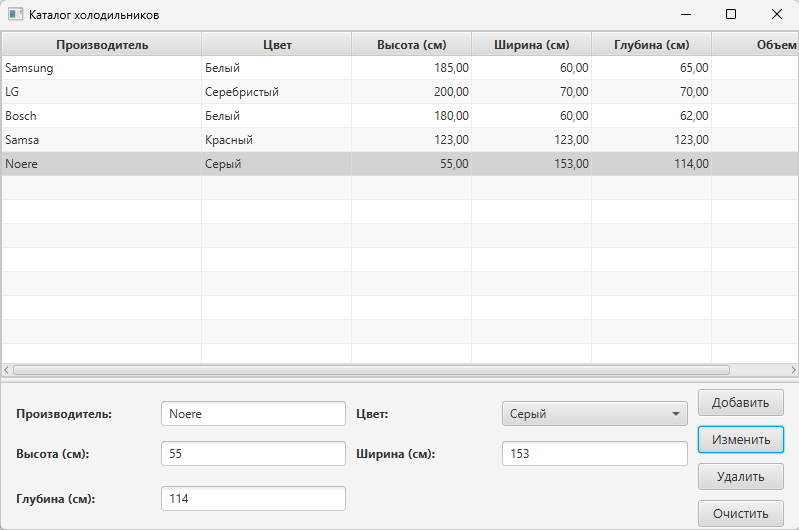 Каталог холодильников
Производитель Цвет Высота (см) Ширина (см) Глубина (см) Объем
Samsung Белый 185,00 60,00 65,00
LG Серебристый 200,00 70,00 70,00
Bosch Белый 180,00 60,00 62,00
Samsa Красный 123,00 123,00 123,00
Noere Серый 55,00 153,00 114,00
Производитель: Noere Цвет: Серый Добавить
Изменить
Высота (см): 55 Ширина (см): 153
Удалить
Глубина (см): 114
Очистить